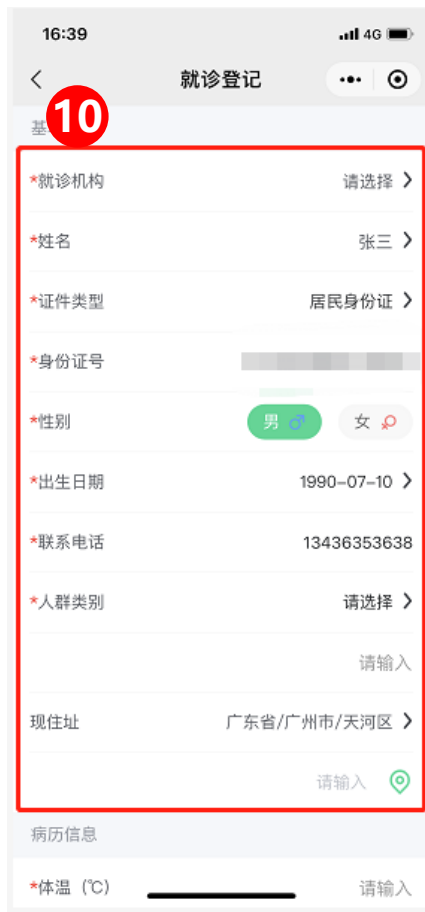 16:39 4G
就诊登记
基
10
*就诊机构 请选择
*姓名 张三
*证件类型 居民身份证
*身份证号
*性别 男 女
*出生日期 1990-07-10
*联系电话 13436353638
*人群类别 请选择
请输入
现住址 广东省/广州市/天河区
请输入
病历信息
*体温（℃） 请输入